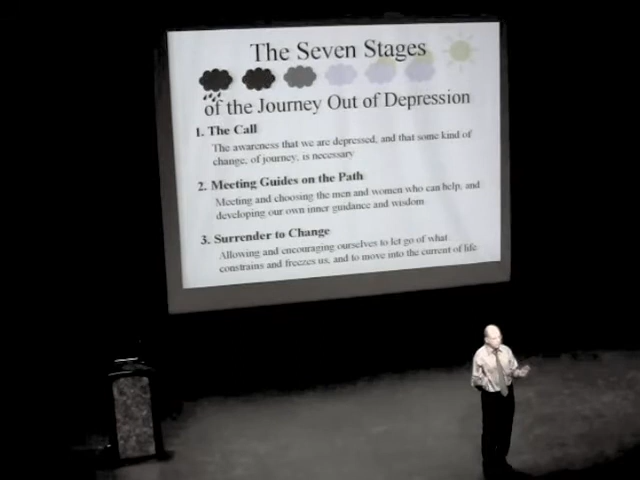 The Seven Stages
of the Journey Out of Depression
1. The Call
The awareness that we are depressed, and that some kind of
change, of journey, is necessary
2. Meeting Guides on the Path
Meeting and choosing the men and women who can help, and
developing our own inner guidance and wisdom
3. Surrender to Change
Allowing and encouraging ourselves to let go of what
constrains and freezes us, and to move into the current of life